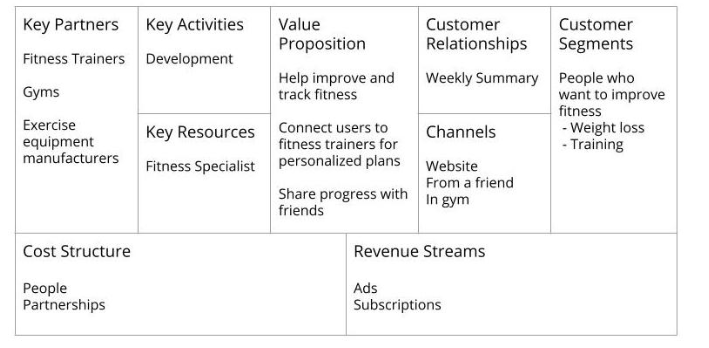 Key Partners
Fitness Trainers
Gyms
Exercise
equipment
manufacturers
Key Activities
Development
Key Resources
Fitness Specialist
Value
Proposition
Help improve and
track fitness
Connect users to
fitness trainers for
personalized plans
Share progress with
friends
Customer
Relationships
Weekly Summary
Channels
Website
From a friend
In gym
Customer
Segments
People who
want to improve
fitness
- Weight loss
- Training
Cost Structure
People
Partnerships
Revenue Streams
Ads
Subscriptions